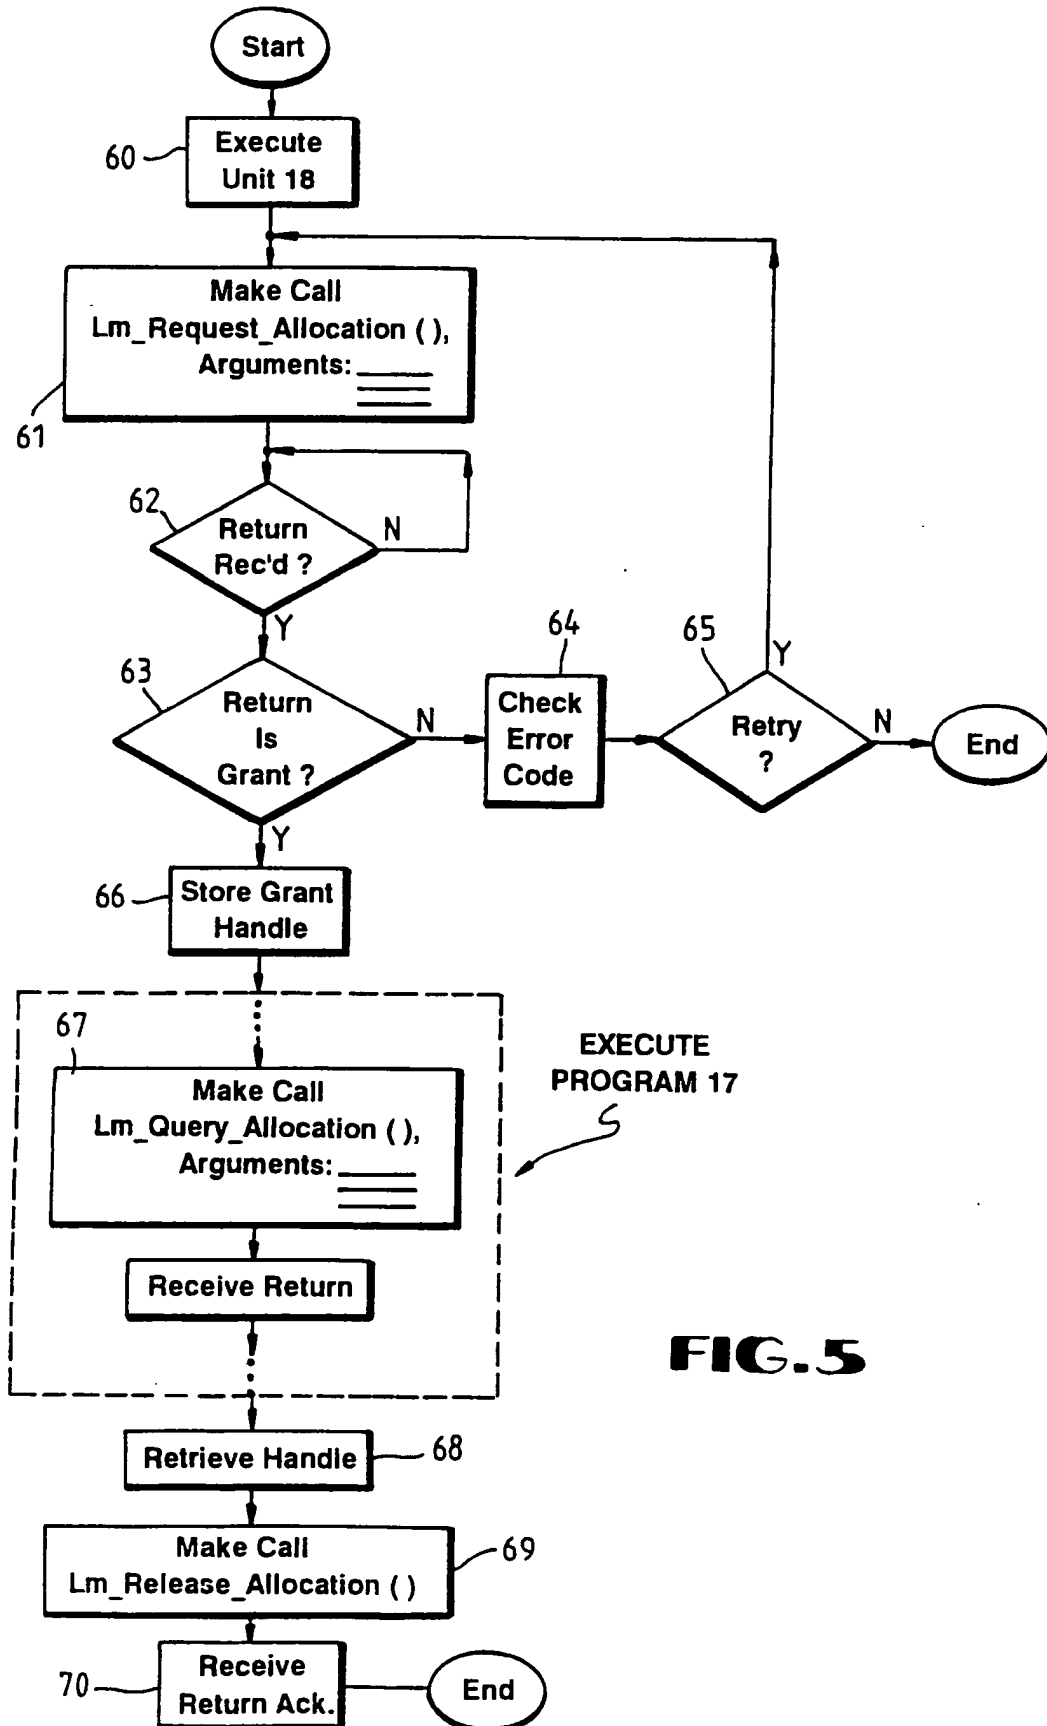 Start
60
Execute
Unit 18
Make Call
Lm_Request_Allocation ( ),
Arguments:
61
62
Return
Rec'd ?
N
Y
63
Return
Is
Grant ?
N
Y
64
Check
Error
Code
65
Retry
?
Y
N
End
66
Store Grant
Handle
67
Make Call
Lm_Query_Allocation ( ),
Arguments:
Receive Return
EXECUTE
PROGRAM 17
FIG. 5
Retrieve Handle
68
Make Call
Lm_Release_Allocation ( )
69
70
Receive
Return Ack.
End